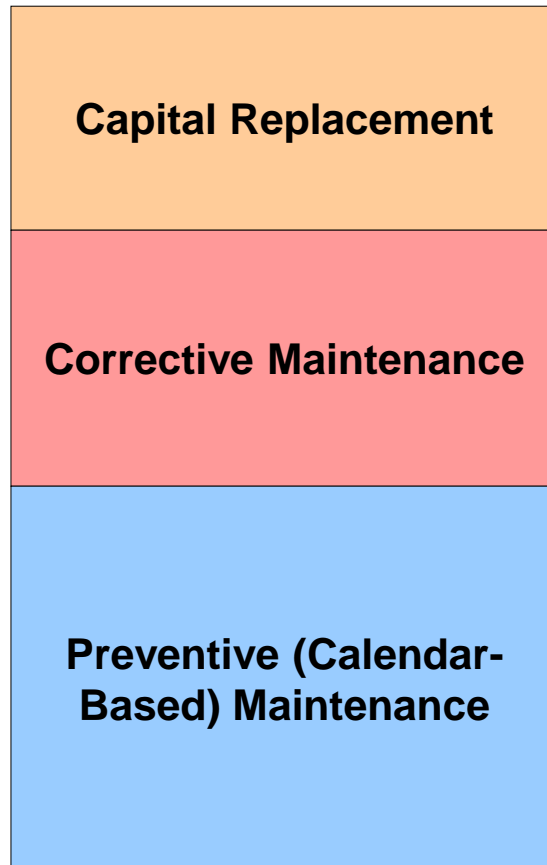 Capital Replacement
Corrective Maintenance
Preventive (Calendar-
Based) Maintenance